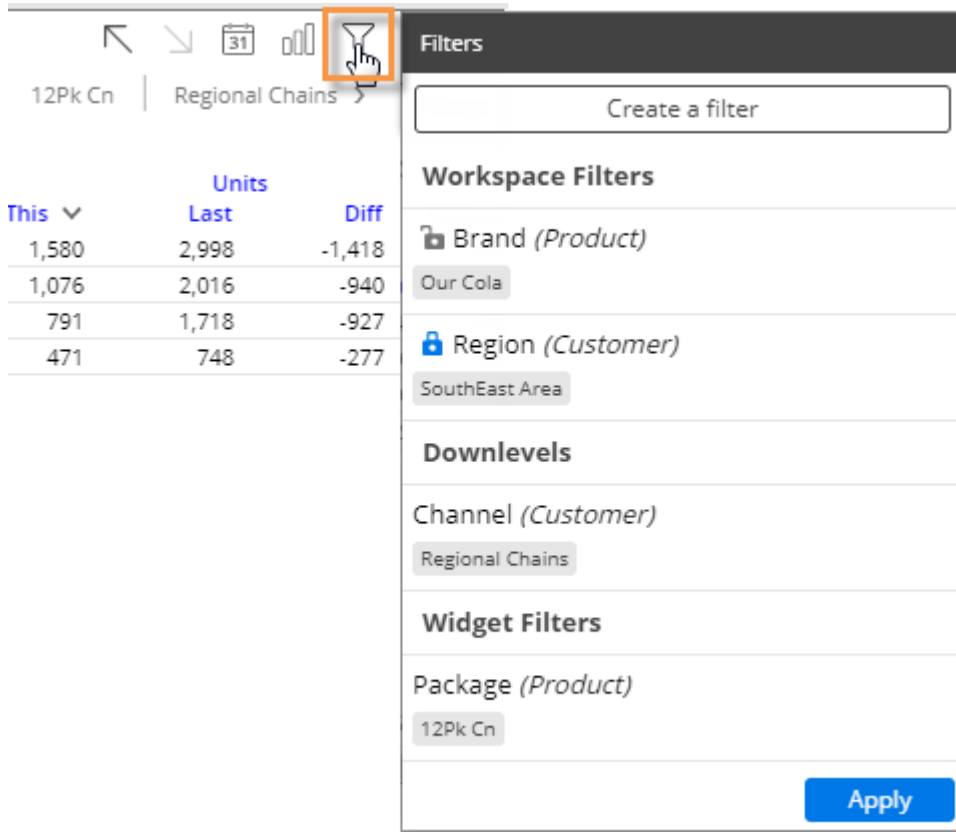 31
12Pk Cn
Regional Chains
Units
This Last Diff
1,580 2,998 -1,418
1,076 2,016 -940
791 1,718 -927
471 748 -277
Filters
Create a filter
Workspace Filters
Brand (Product)
Our Cola
Region (Customer)
SouthEast Area
Downlevels
Channel (Customer)
Regional Chains
Widget Filters
Package (Product)
12Pk Cn
Apply